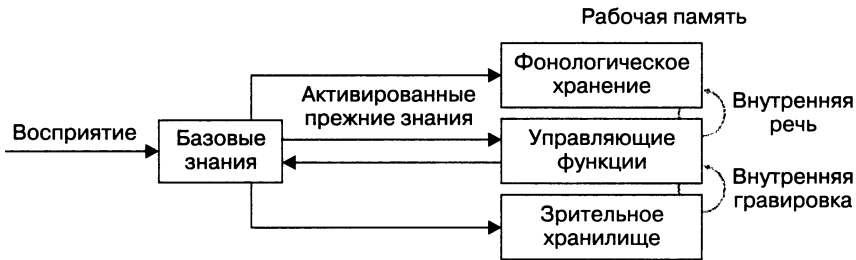 Рабочая память
Фонологическое
хранение
Активированные
прежние знания
Внутренняя
речь
Восприятие
Базовые
знания
Управляющие
функции
Внутренняя
гравировка
Зрительное
хранилище